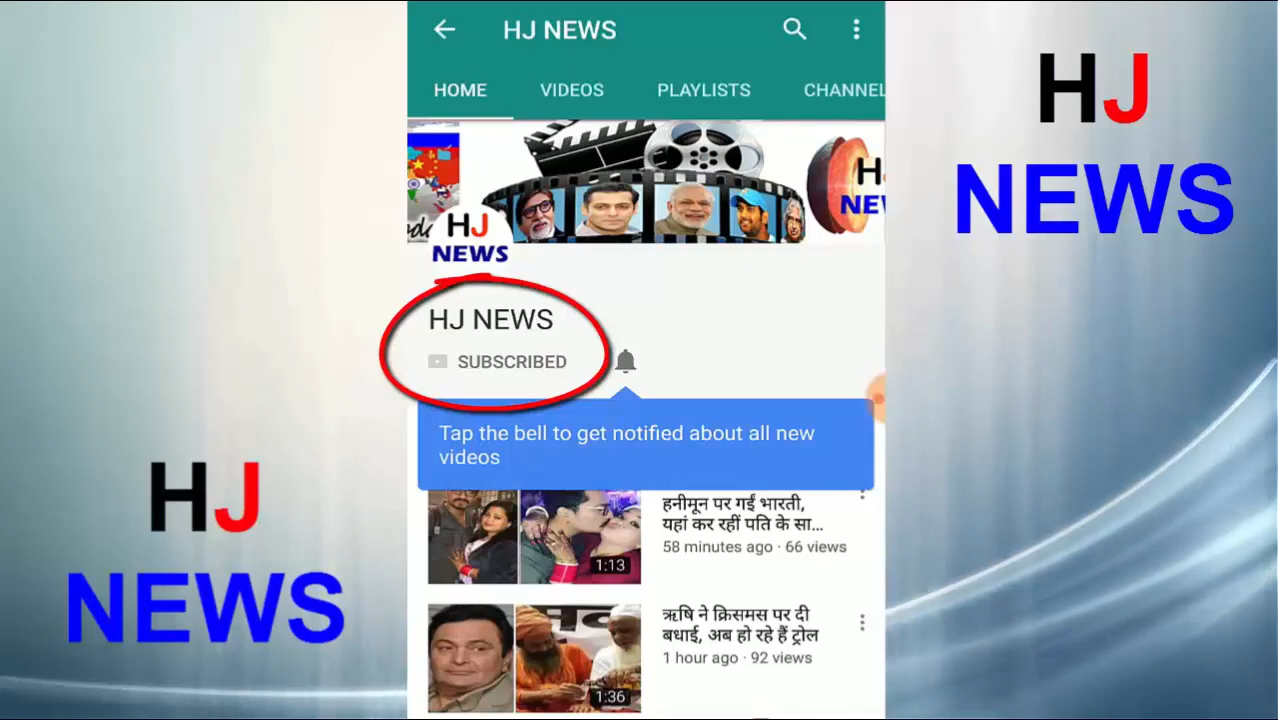 HJ NEWS
HOME VIDEOS PLAYLISTS CHANNEL
HJ
NEWS
HJ
NEWS
HJ NEWS
SUBSCRIBED
Tap the bell to get notified about all new
videos
हनीमून पर गईं भारती,
यहां कर रहीं पति के सा...
58 minutes ago · 66 views
1:13
ऋषि ने क्रिसमस पर दी
बधाई, अब हो रहे हैं ट्रोल
1 hour ago · 92 views
1:36
HJ
NEWS